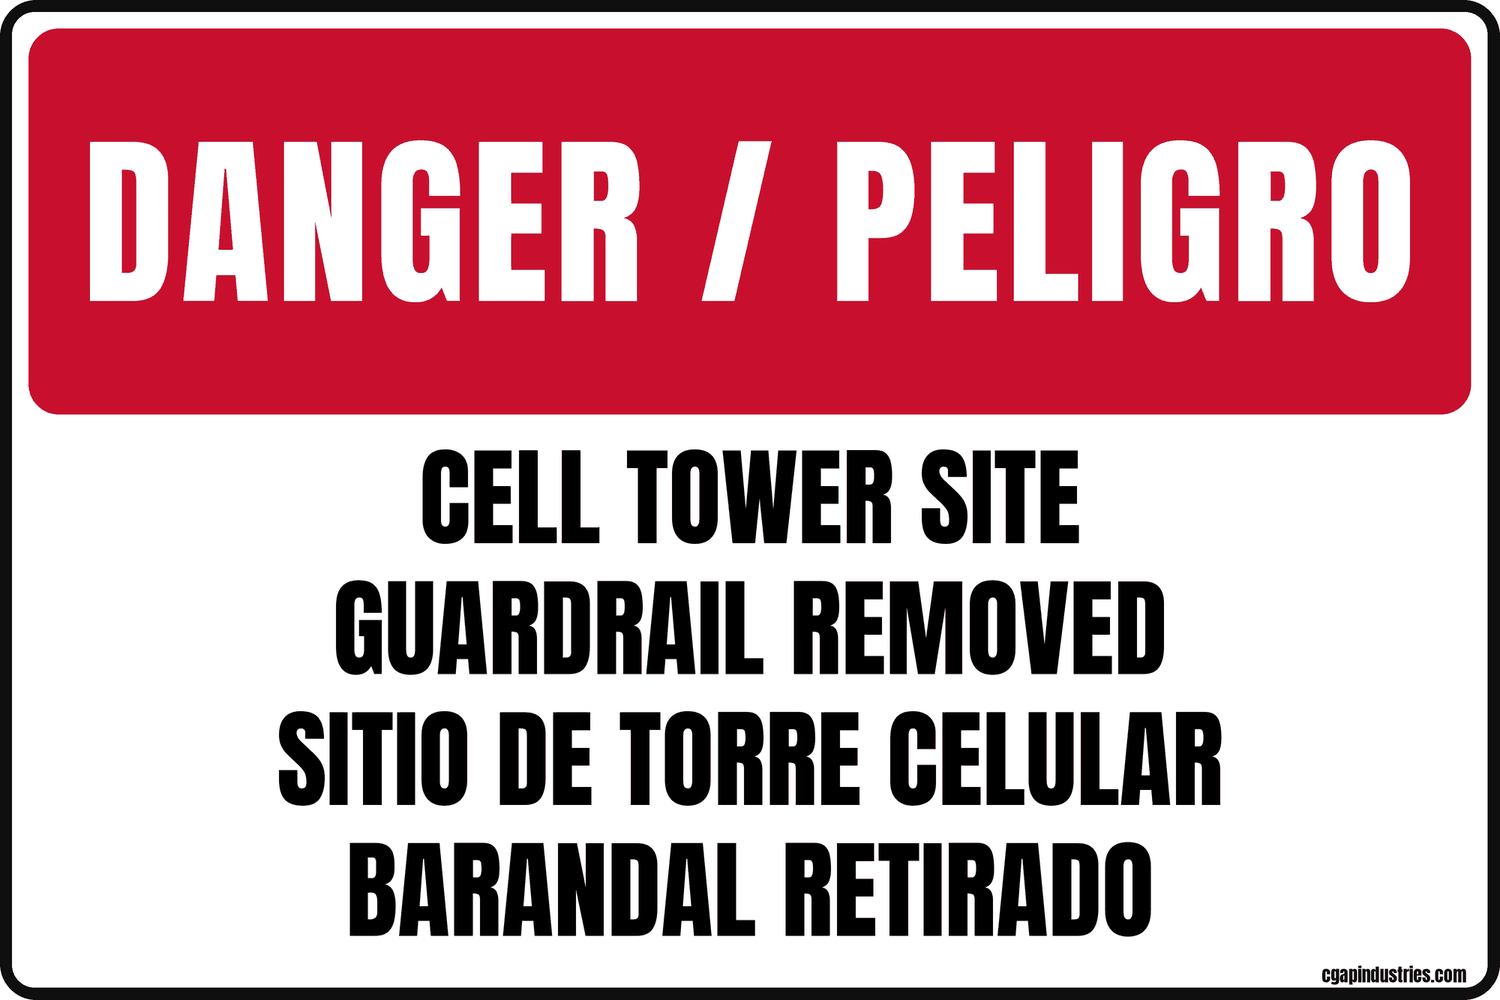 DANGER / PELIGRO
CELL TOWER SITE
GUARDRAIL REMOVED
SITIO DE TORRE CELULAR
BARANDAL RETIRADO
cgapindustries.com